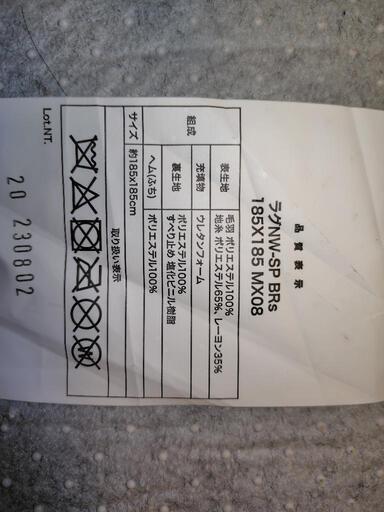 品質表示
ラグNW-SP BRs
185X185 MX08
組成
表生地
毛羽 ポリエステル100%
地糸 ポリエステル65%、レーヨン35%
充填物
ウレタンフォーム
裏生地
ポリエステル100%
すべり止め 塩化ビニル樹脂
ヘム(ふち)
ポリエステル100%
サイズ
約185x185cm
取り扱い表示
Lot.NT.
20 230802